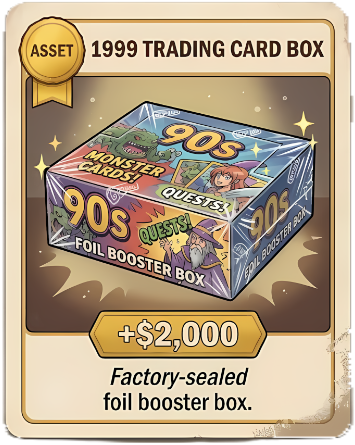 ASSET
1999 TRADING CARD BOX
90s
MONSTER
CARDS!
QUESTS!
90s
QUESTS!
FOIL BOOSTER BOX
90s
FOIL BOOSTER BOX
+$2,000
Factory-sealed
foil booster box.